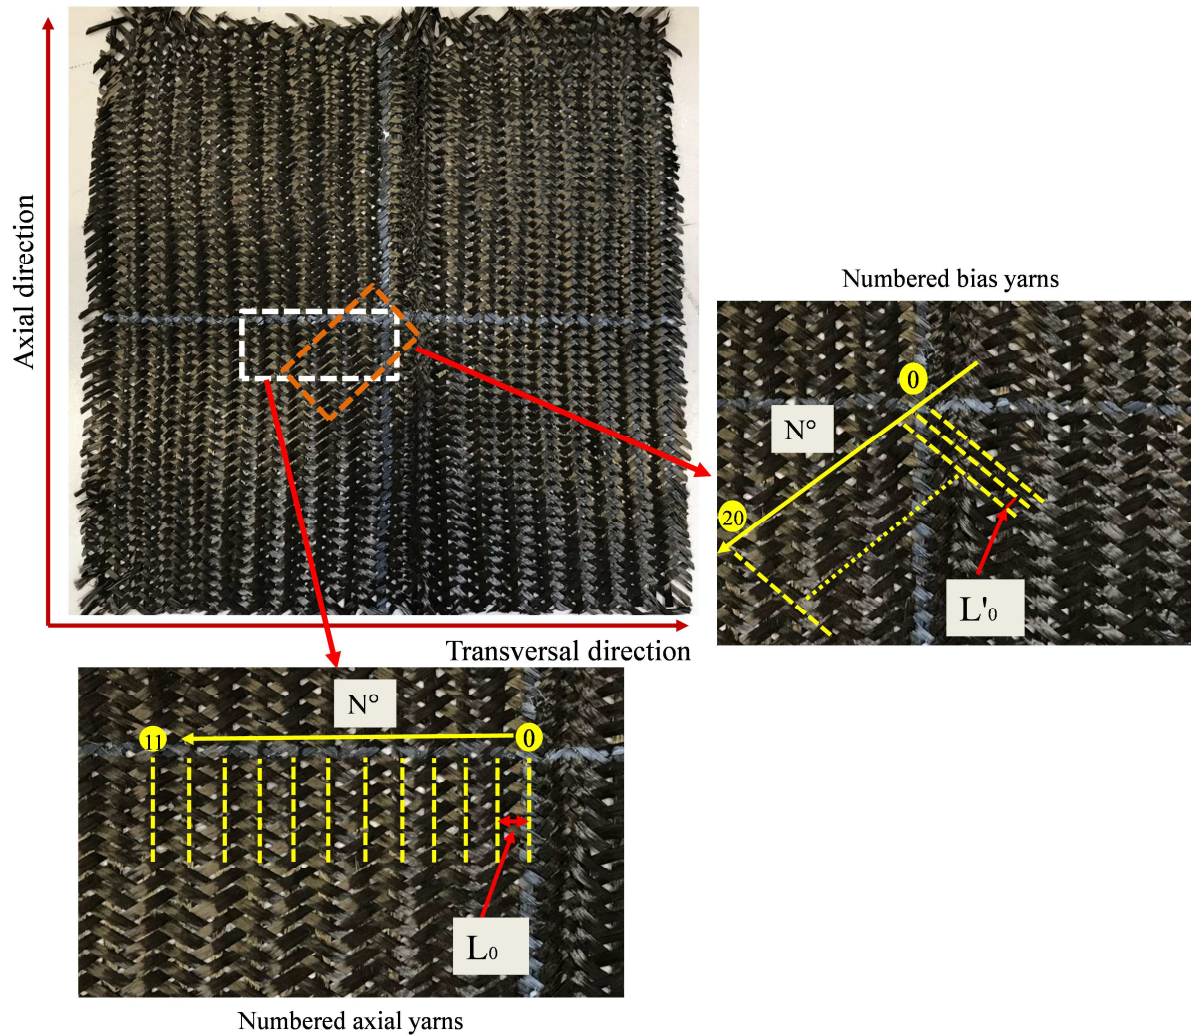 Axial direction
Transversal direction
Numbered bias yarns
0
N°
20
L'₀
N°
11
0
L₀
Numbered axial yarns